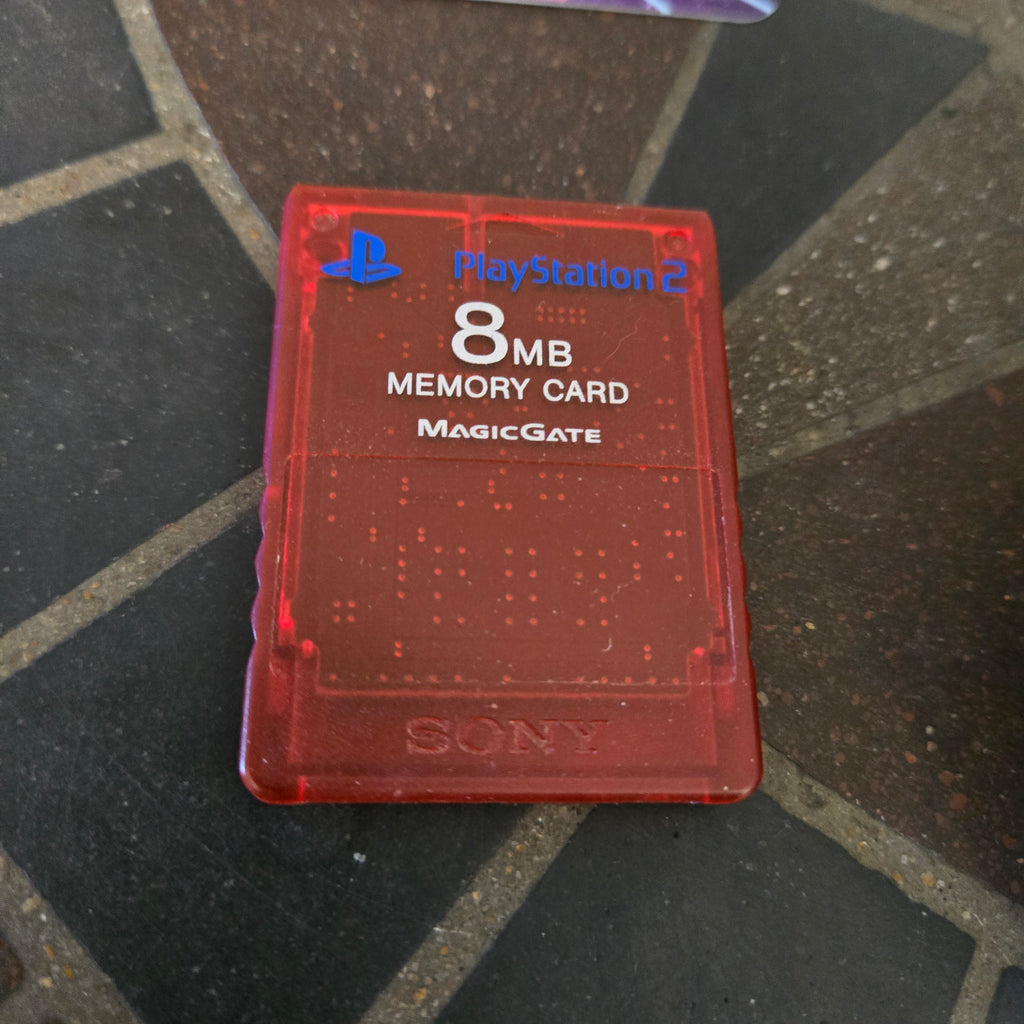 PlayStation 2
8MB
MEMORY CARD
MAGICGATE
SONY